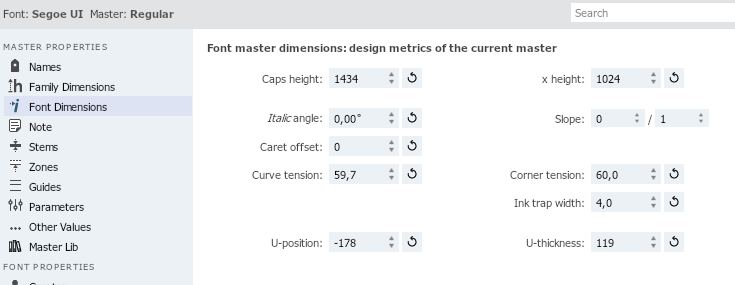 Font: Segoe UI Master: Regular
Search
MASTER PROPERTIES
Names
Family Dimensions
Font Dimensions
Note
Stems
Zones
Guides
Parameters
Other Values
Master Lib
FONT PROPERTIES
Font master dimensions: design metrics of the current master
Caps height: 1434 x height: 1024
Italic angle: 0,00° Slope: 0 / 1
Caret offset: 0
Curve tension: 59,7 Corner tension: 60,0
Ink trap width: 4,0
U-position: -178 U-thickness: 119